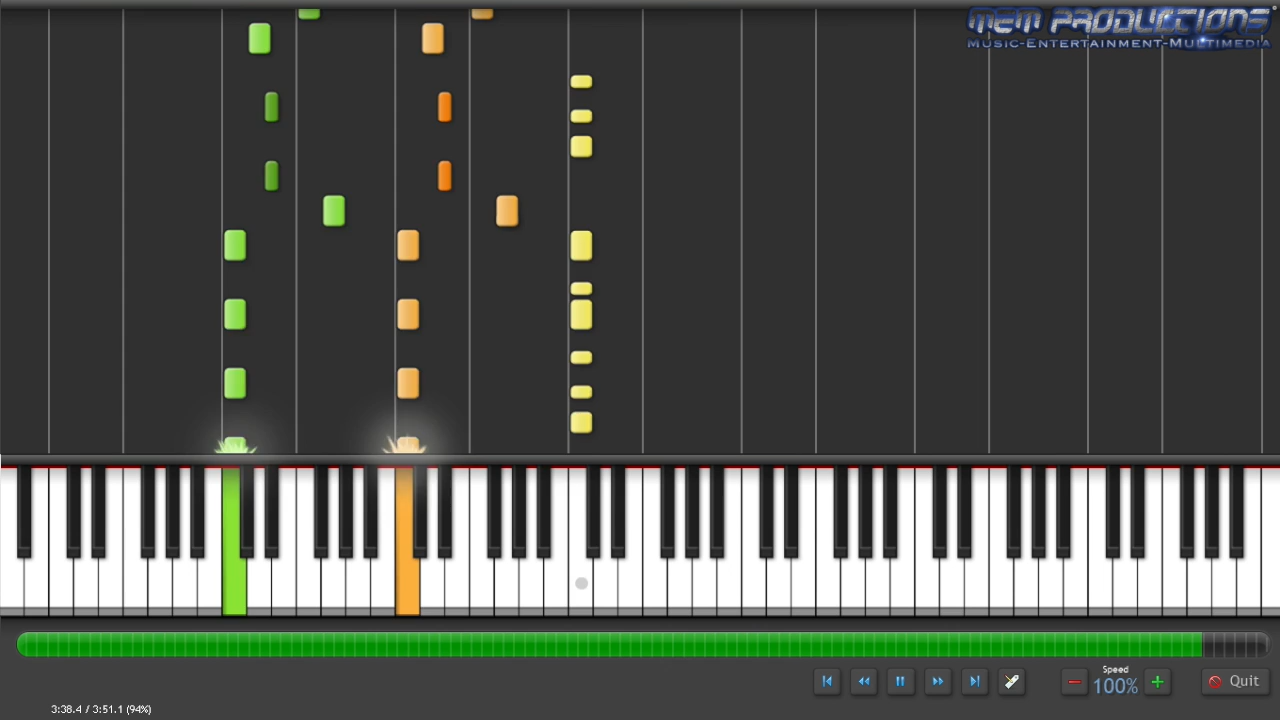 MEM PRODUCTIONS
MUSIC-ENTERTAINMENT-MULTIMEDIA
Speed
100%
Quit
3:38.4 / 3:51.1 (94%)